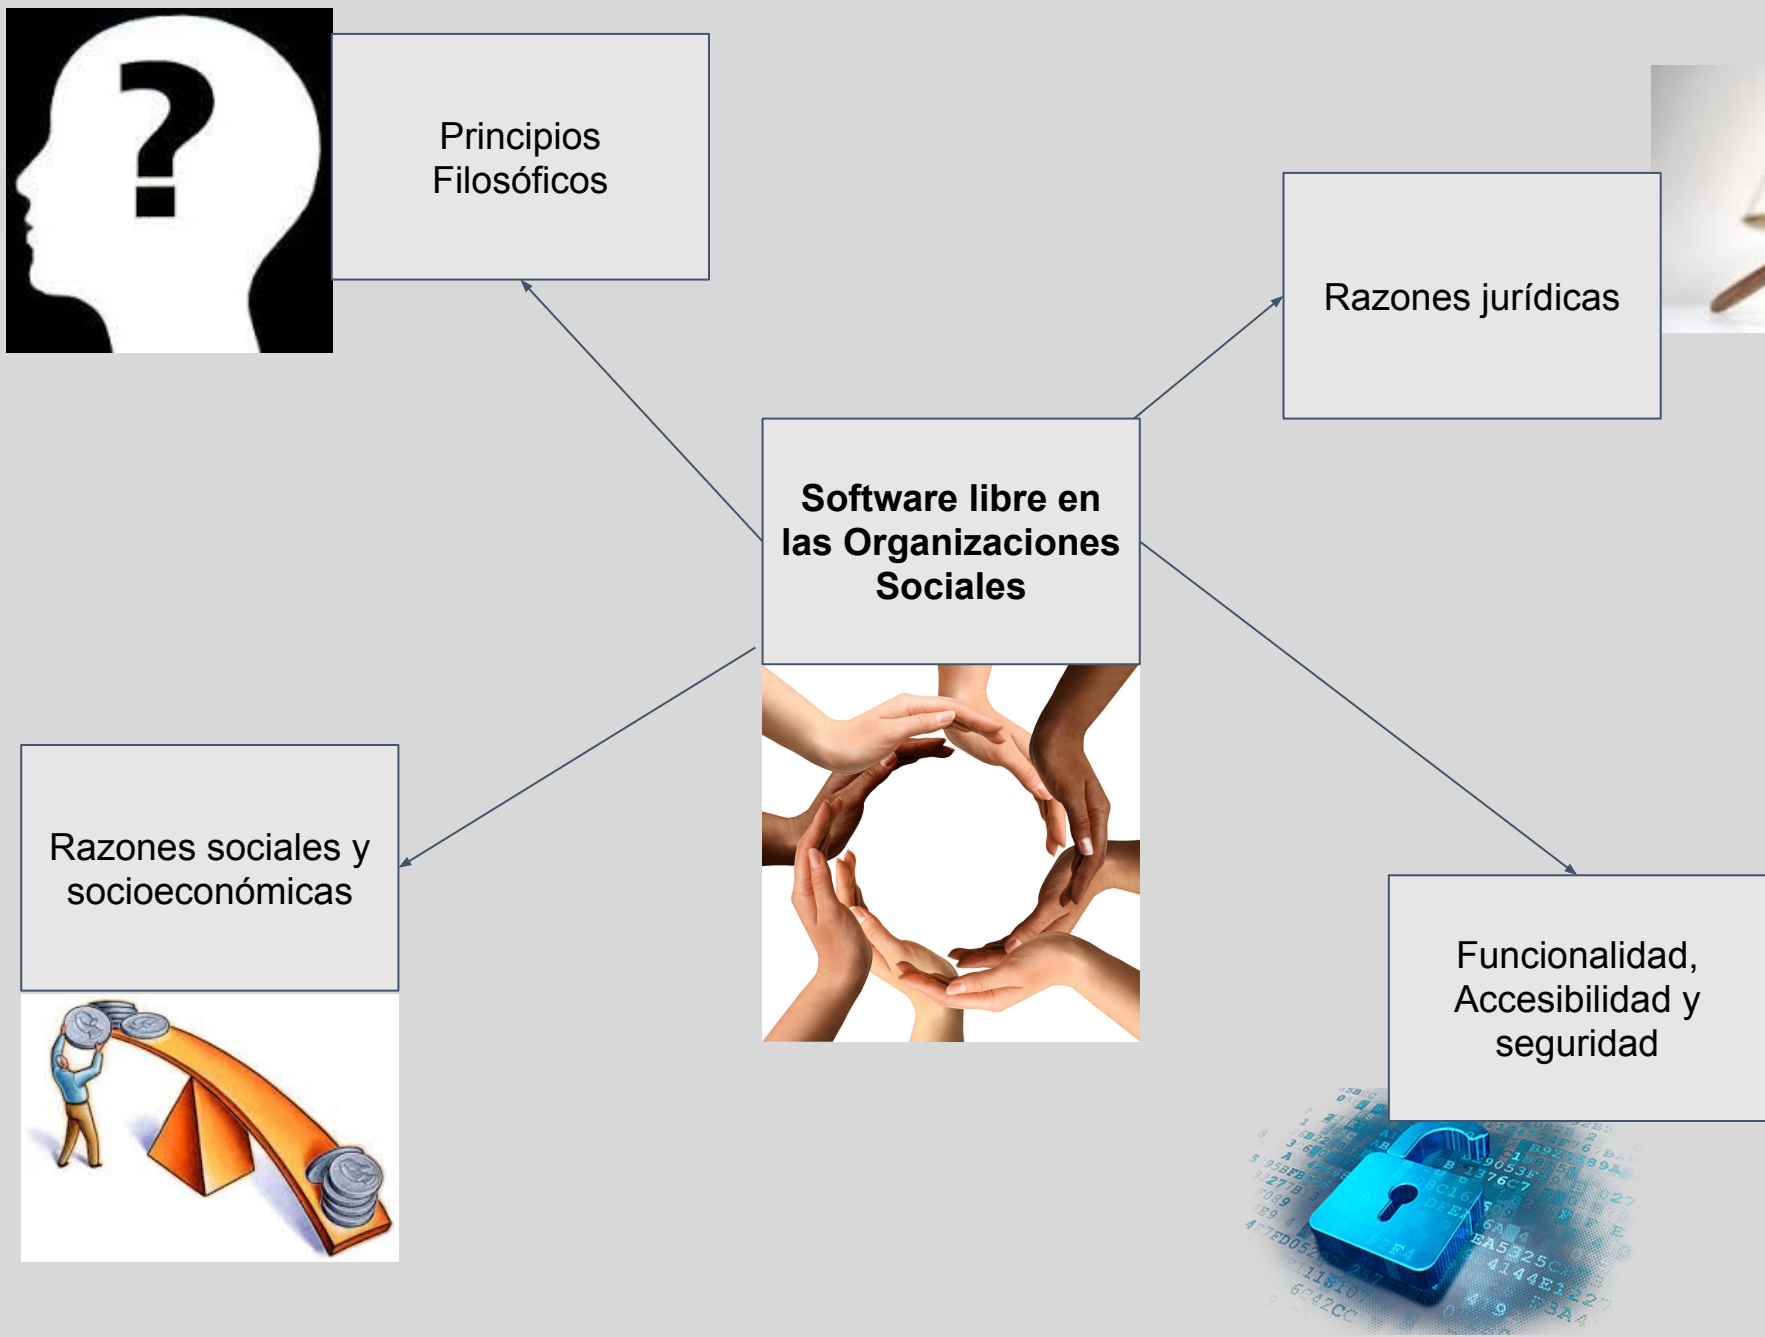 Principios
Filosóficos
Razones jurídicas
Software libre en
las Organizaciones
Sociales
Razones sociales y
socioeconómicas
Funcionalidad,
Accesibilidad y
seguridad